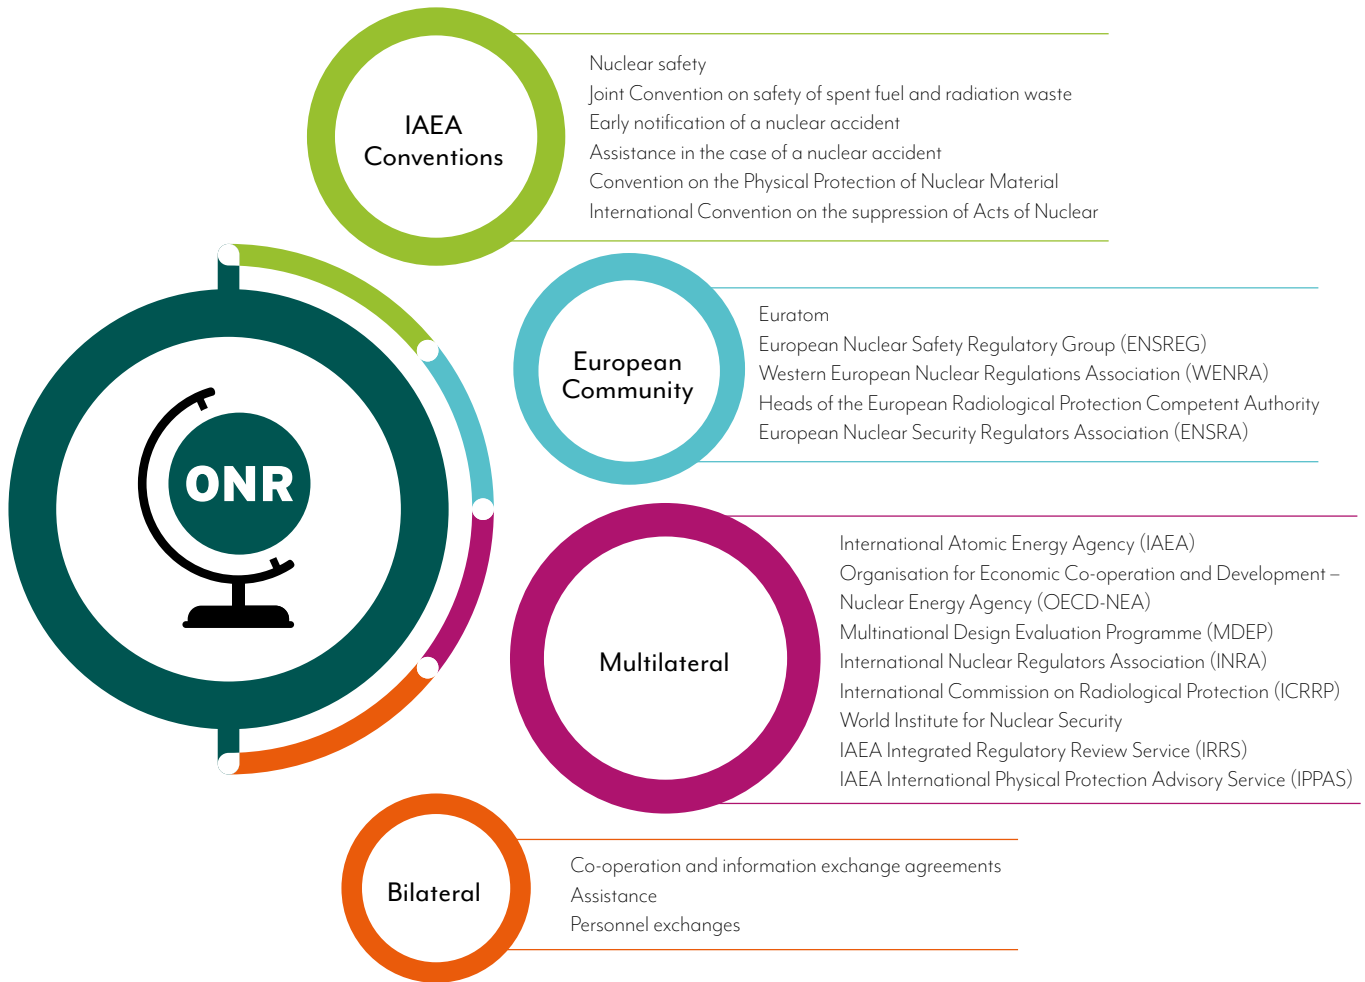 IAEA
Conventions
Nuclear safety
Joint Convention on safety of spent fuel and radiation waste
Early notification of a nuclear accident
Assistance in the case of a nuclear accident
Convention on the Physical Protection of Nuclear Material
International Convention on the suppression of Acts of Nuclear
ONR
European
Community
Euratom
European Nuclear Safety Regulatory Group (ENSREG)
Western European Nuclear Regulations Association (WENRA)
Heads of the European Radiological Protection Competent Authority
European Nuclear Security Regulators Association (ENSRA)
Multilateral
International Atomic Energy Agency (IAEA)
Organisation for Economic Co-operation and Development –
Nuclear Energy Agency (OECD-NEA)
Multinational Design Evaluation Programme (MDEP)
International Nuclear Regulators Association (INRA)
International Commission on Radiological Protection (ICRRP)
World Institute for Nuclear Security
IAEA Integrated Regulatory Review Service (IRRS)
IAEA International Physical Protection Advisory Service (IPPAS)
Bilateral
Co-operation and information exchange agreements
Assistance
Personnel exchanges